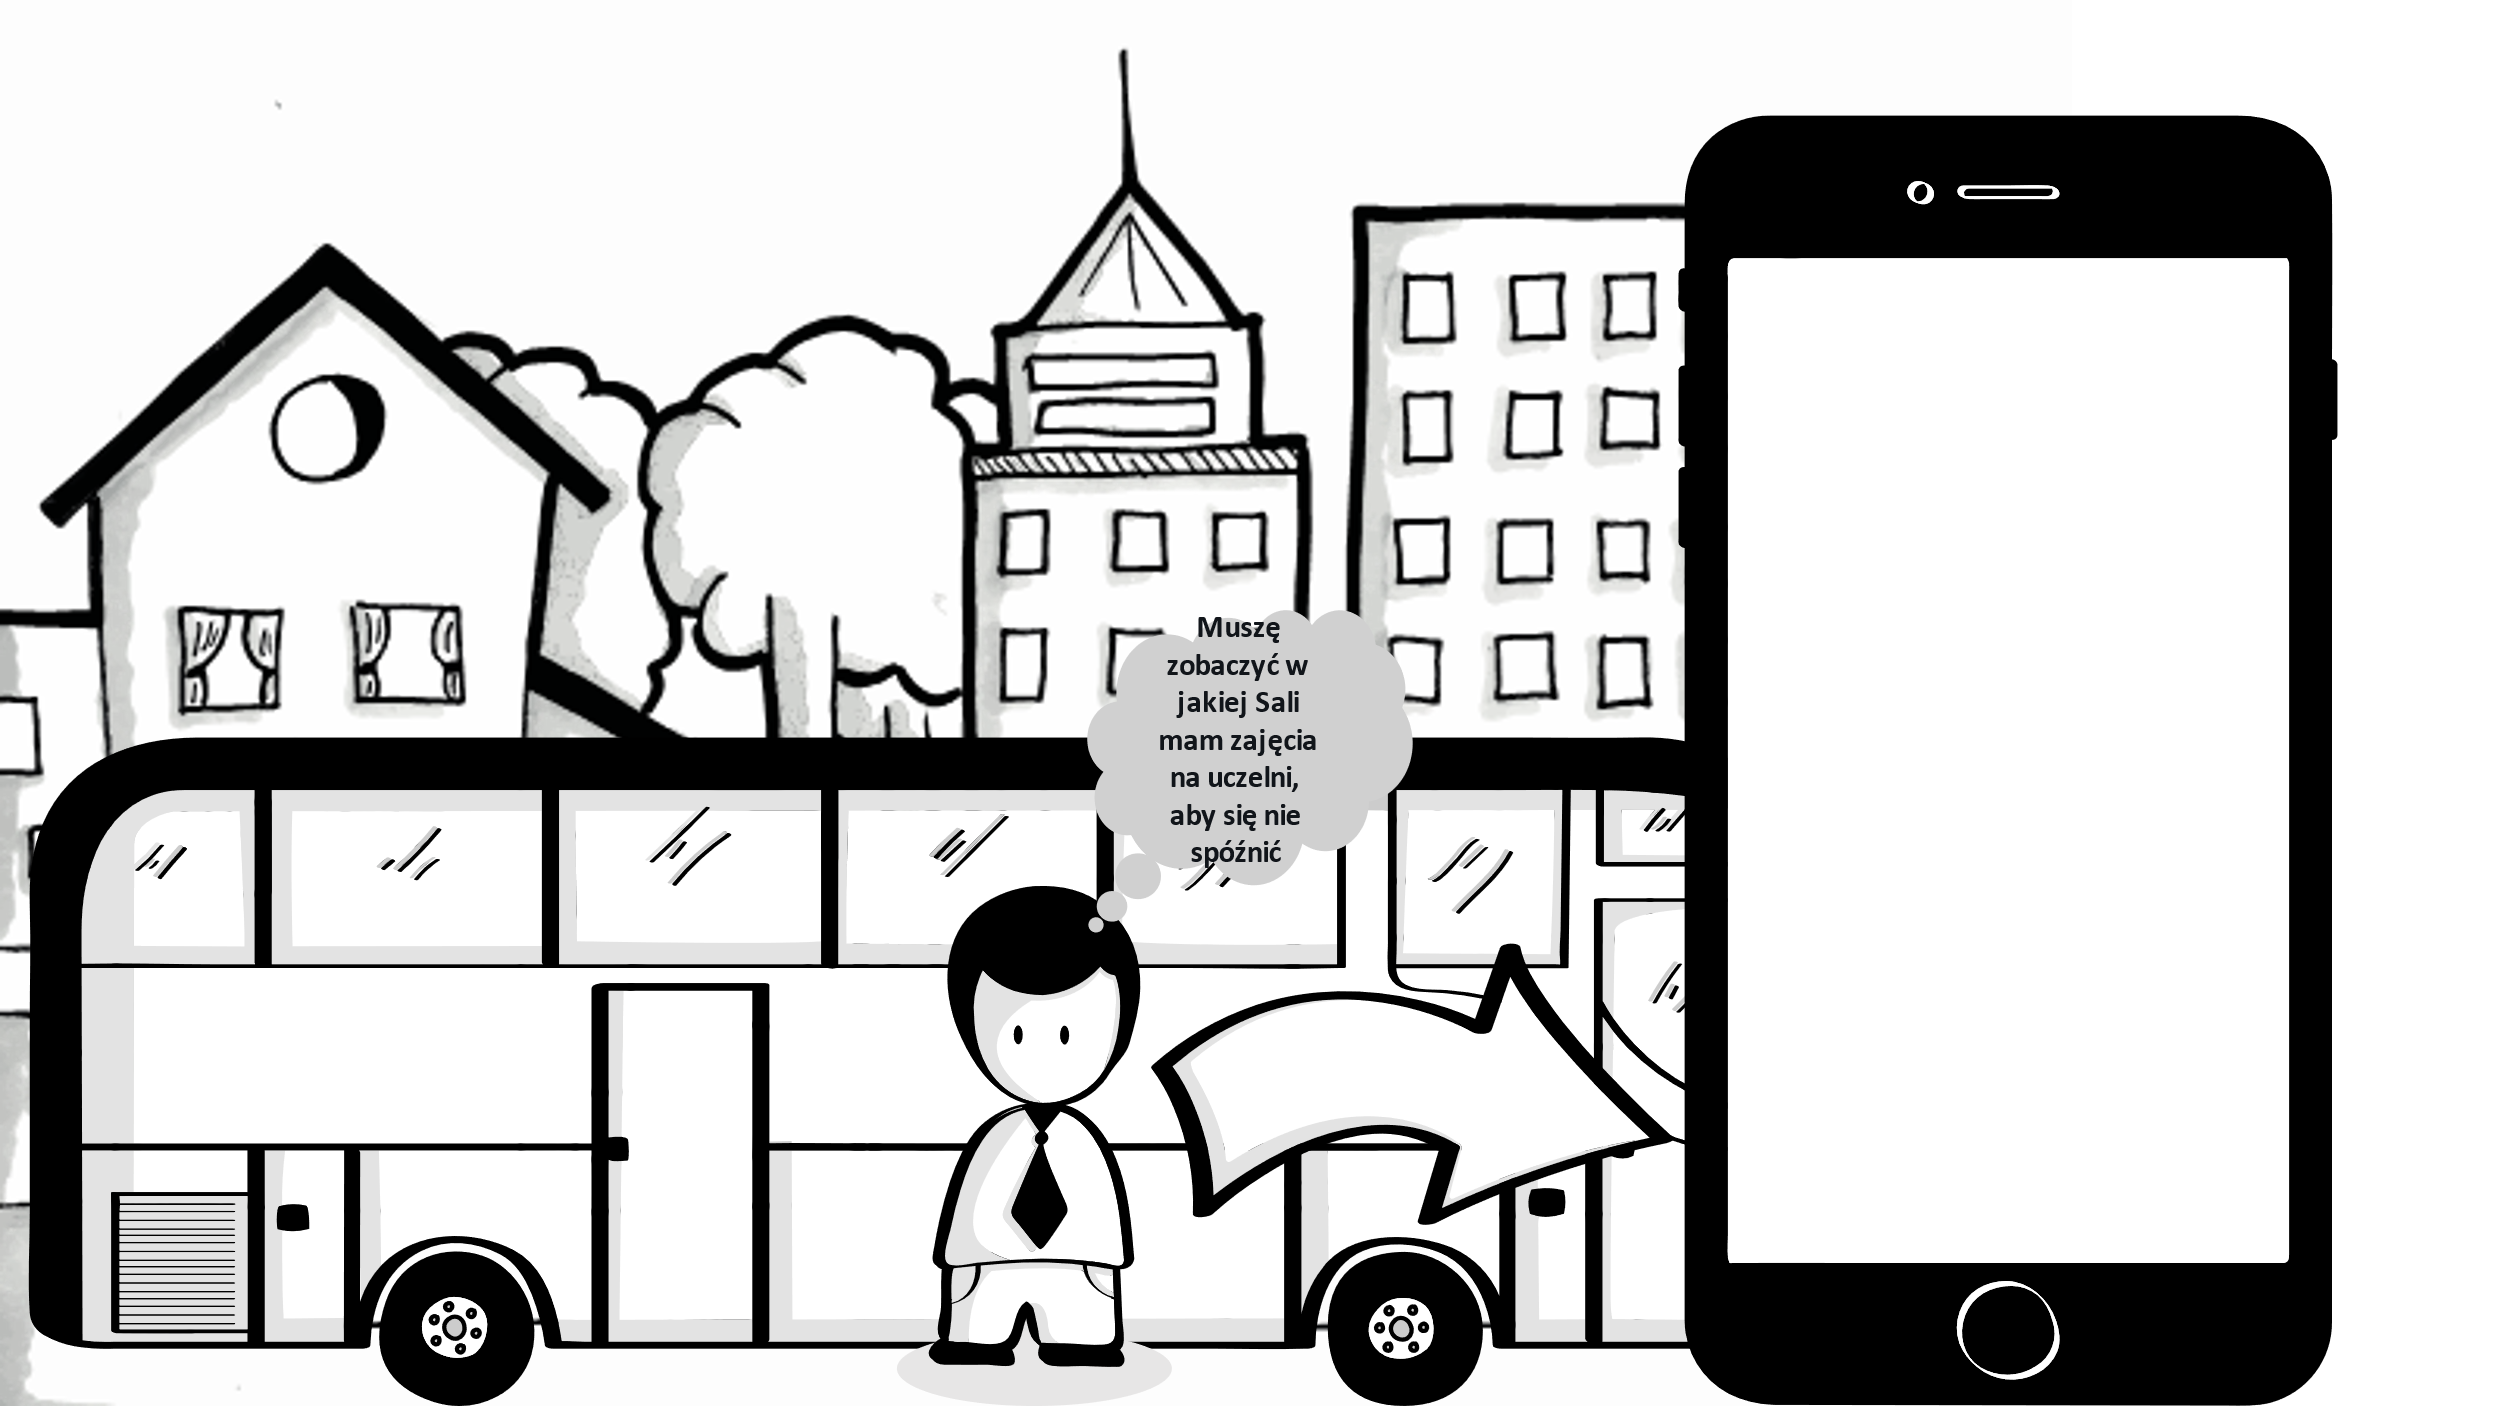 Muszę
zobaczyć w
jakiej Sali
mam zajęcia
na uczelni,
aby się nie
spóźnić